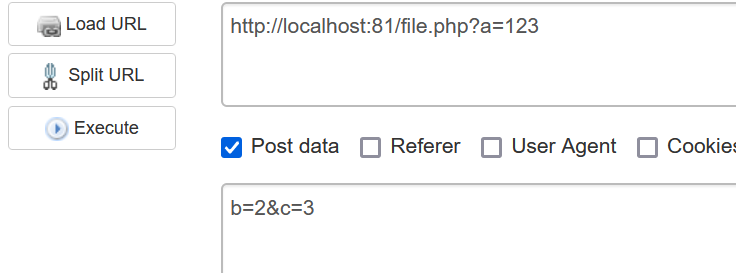 Load URL
http://localhost:81/file.php?a=123
Split URL
Execute
Post data Referer User Agent Cookies
b=2&c=3